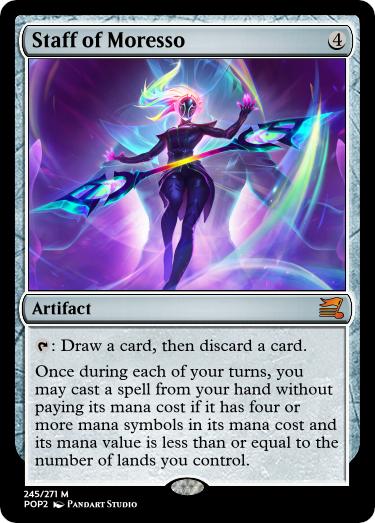 Staff of Moresso 4
Artifact
: Draw a card, then discard a card.
Once during each of your turns, you
may cast a spell from your hand without
paying its mana cost if it has four or
more mana symbols in its mana cost and
its mana value is less than or equal to the
number of lands you control.
245/271 M
POP2 Pandart Studio